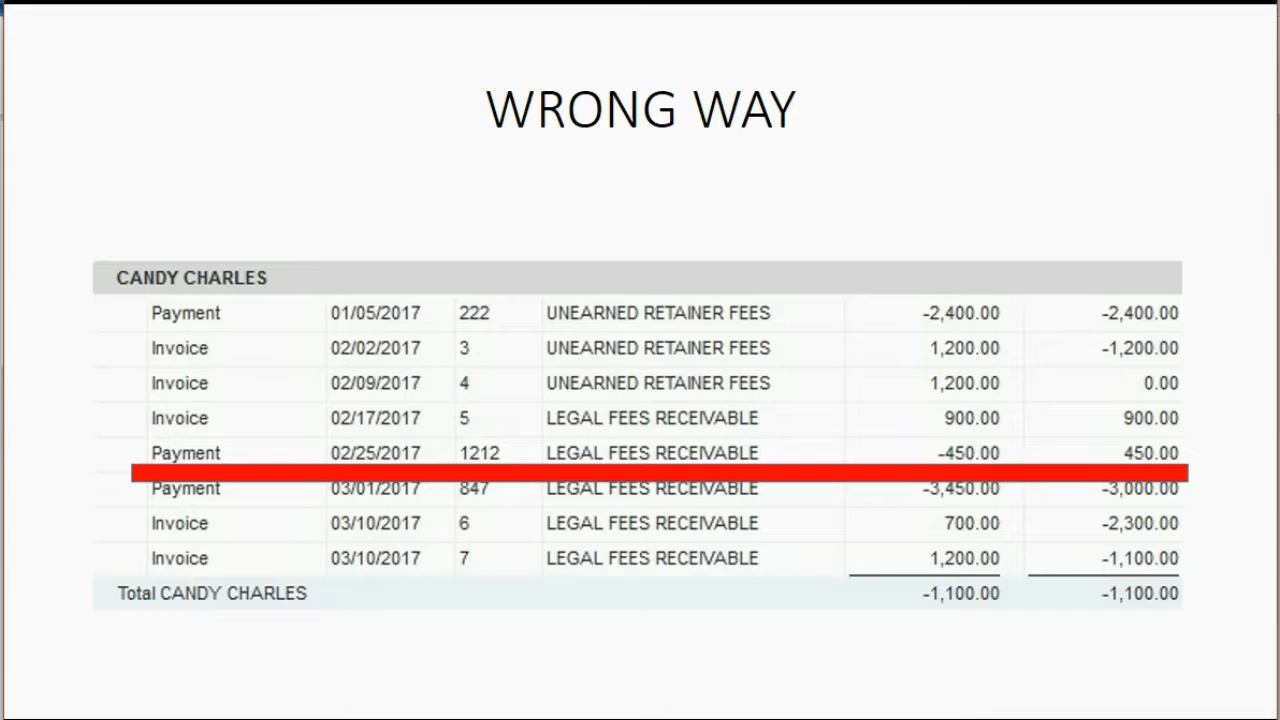 WRONG WAY
CANDY CHARLES
Payment 01/05/2017 222 UNEARNED RETAINER FEES -2,400.00 -2,400.00
Invoice 02/02/2017 3 UNEARNED RETAINER FEES 1,200.00 -1,200.00
Invoice 02/09/2017 4 UNEARNED RETAINER FEES 1,200.00 0.00
Invoice 02/17/2017 5 LEGAL FEES RECEIVABLE 900.00 900.00
Payment 02/25/2017 1212 LEGAL FEES RECEIVABLE -450.00 450.00
Payment 03/01/2017 847 LEGAL FEES RECEIVABLE -3,450.00 -3,000.00
Invoice 03/10/2017 6 LEGAL FEES RECEIVABLE 700.00 -2,300.00
Invoice 03/10/2017 7 LEGAL FEES RECEIVABLE 1,200.00 -1,100.00
Total CANDY CHARLES -1,100.00 -1,100.00